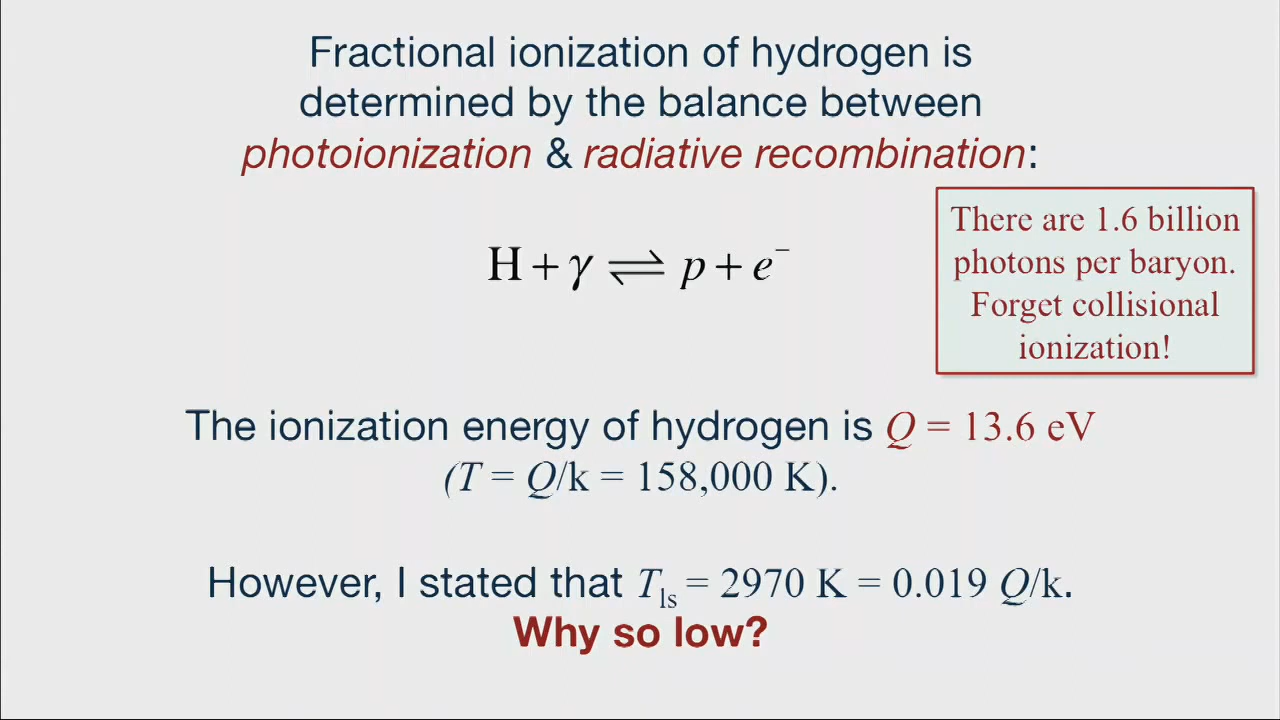 Fractional ionization of hydrogen is
determined by the balance between
photoionization & radiative recombination:
There are 1.6 billion
photons per baryon.
Forget collisional
ionization!
H + γ ⇌ p + e⁻
The ionization energy of hydrogen is Q = 13.6 eV
(T = Q/k = 158,000 K).
However, I stated that Tls = 2970 K = 0.019 Q/k.
Why so low?